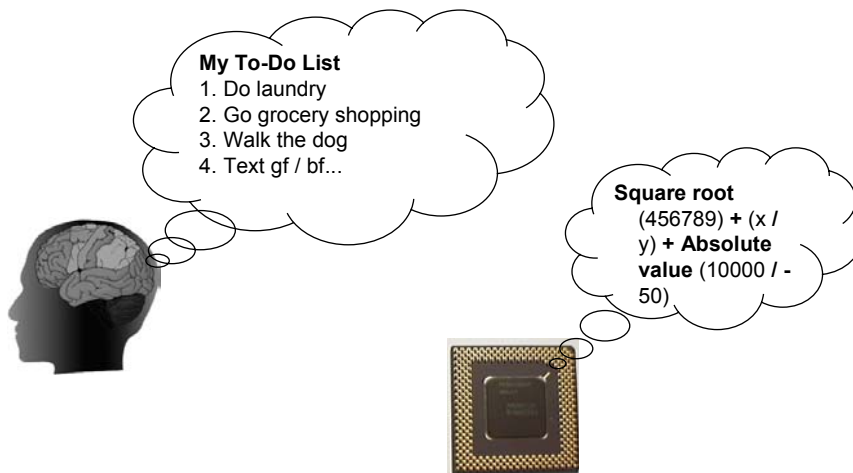 My To-Do List
1. Do laundry
2. Go grocery shopping
3. Walk the dog
4. Text gf / bf...
Square root
(456789) + (x /
y) + Absolute
value (10000 / -
50)